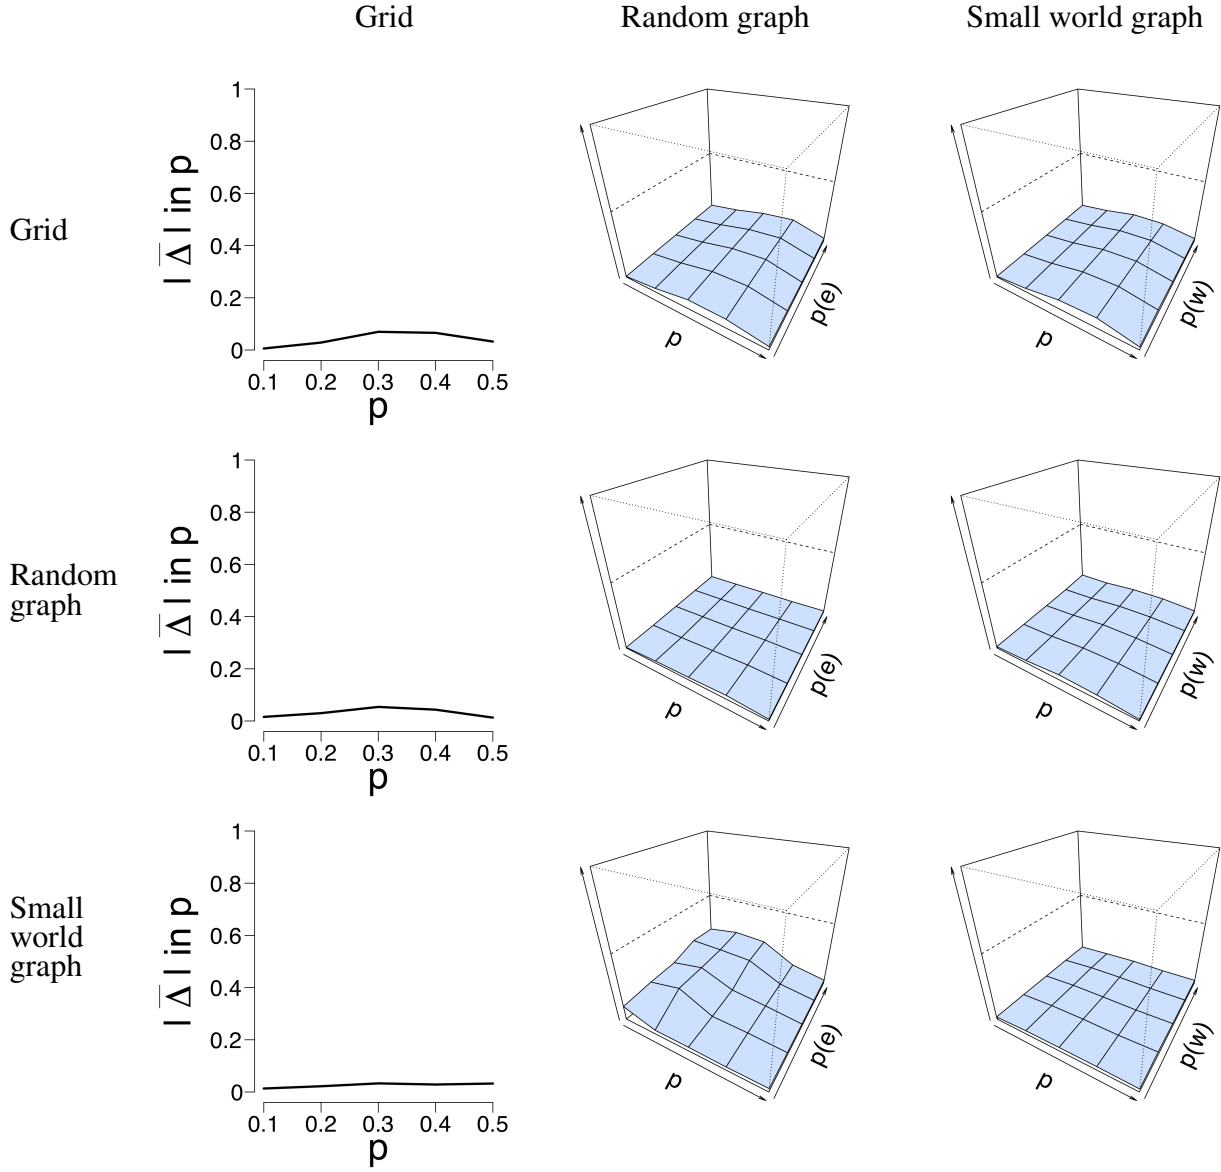 Grid Random graph Small world graph
Grid
1
0.8
0.6
0.4
0.2
0
| Δ̅ | in p
0.1 0.2 0.3 0.4 0.5
p
p
p(e)
p
p(w)
Random
graph
1
0.8
0.6
0.4
0.2
0
| Δ̅ | in p
0.1 0.2 0.3 0.4 0.5
p
p
p(e)
p
p(w)
Small
world
graph
1
0.8
0.6
0.4
0.2
0
| Δ̅ | in p
0.1 0.2 0.3 0.4 0.5
p
p
p(e)
p
p(w)